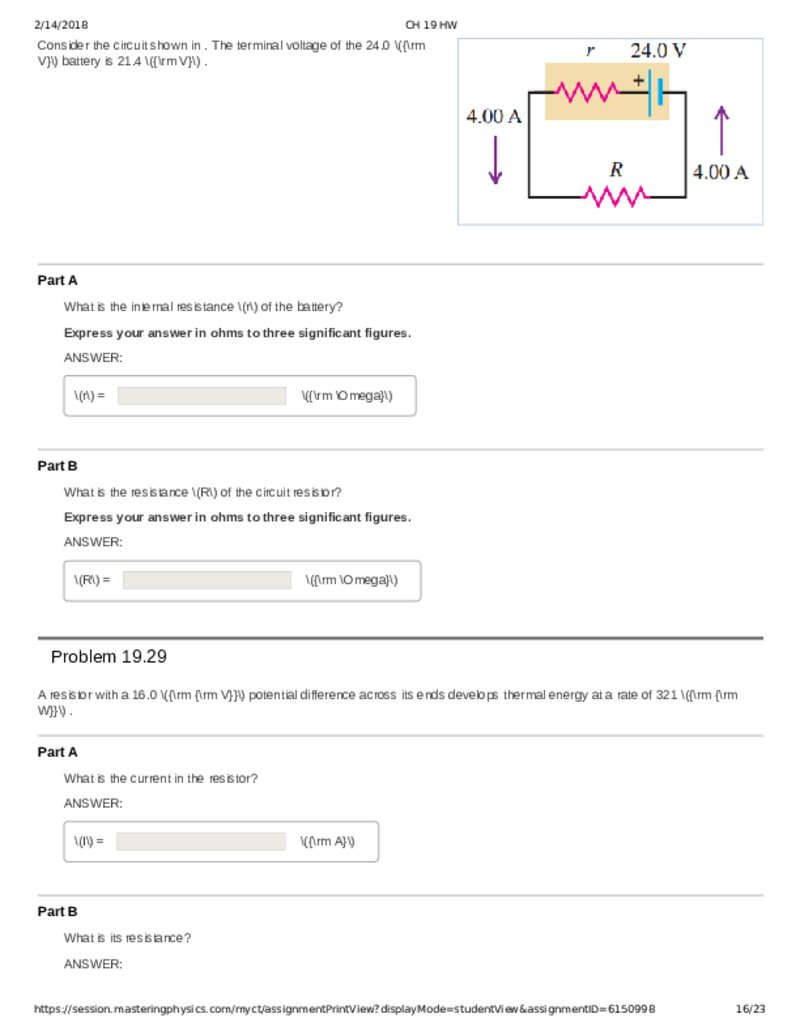 2/14/2018
CH 19 HW
Consider the circuit shown in . The terminal voltage of the 24.0 \({\rm
V}\) battery is 21.4 \({\rm V}\) .
r 24.0 V
+
4.00 A
R
4.00 A
Part A
What is the internal resistance \(r\) of the battery?
Express your answer in ohms to three significant figures.
ANSWER:
\(r\) = \({\rm \Omega}\)
Part B
What is the resistance \(R\) of the circuit resistor?
Express your answer in ohms to three significant figures.
ANSWER:
\(R\) = \({\rm \Omega}\)
Problem 19.29
A resistor with a 16.0 \({\rm {\rm V}}\) potential difference across its ends develops thermal energy at a rate of 321 \({\rm {\rm
W}}\) .
Part A
What is the current in the resistor?
ANSWER:
\(I\) = \({\rm A}\)
Part B
What is its resistance?
ANSWER:
https://session.masteringphysics.com/myct/assignmentPrintView?displayMode=studentView&assignmentID=6150998
16/23